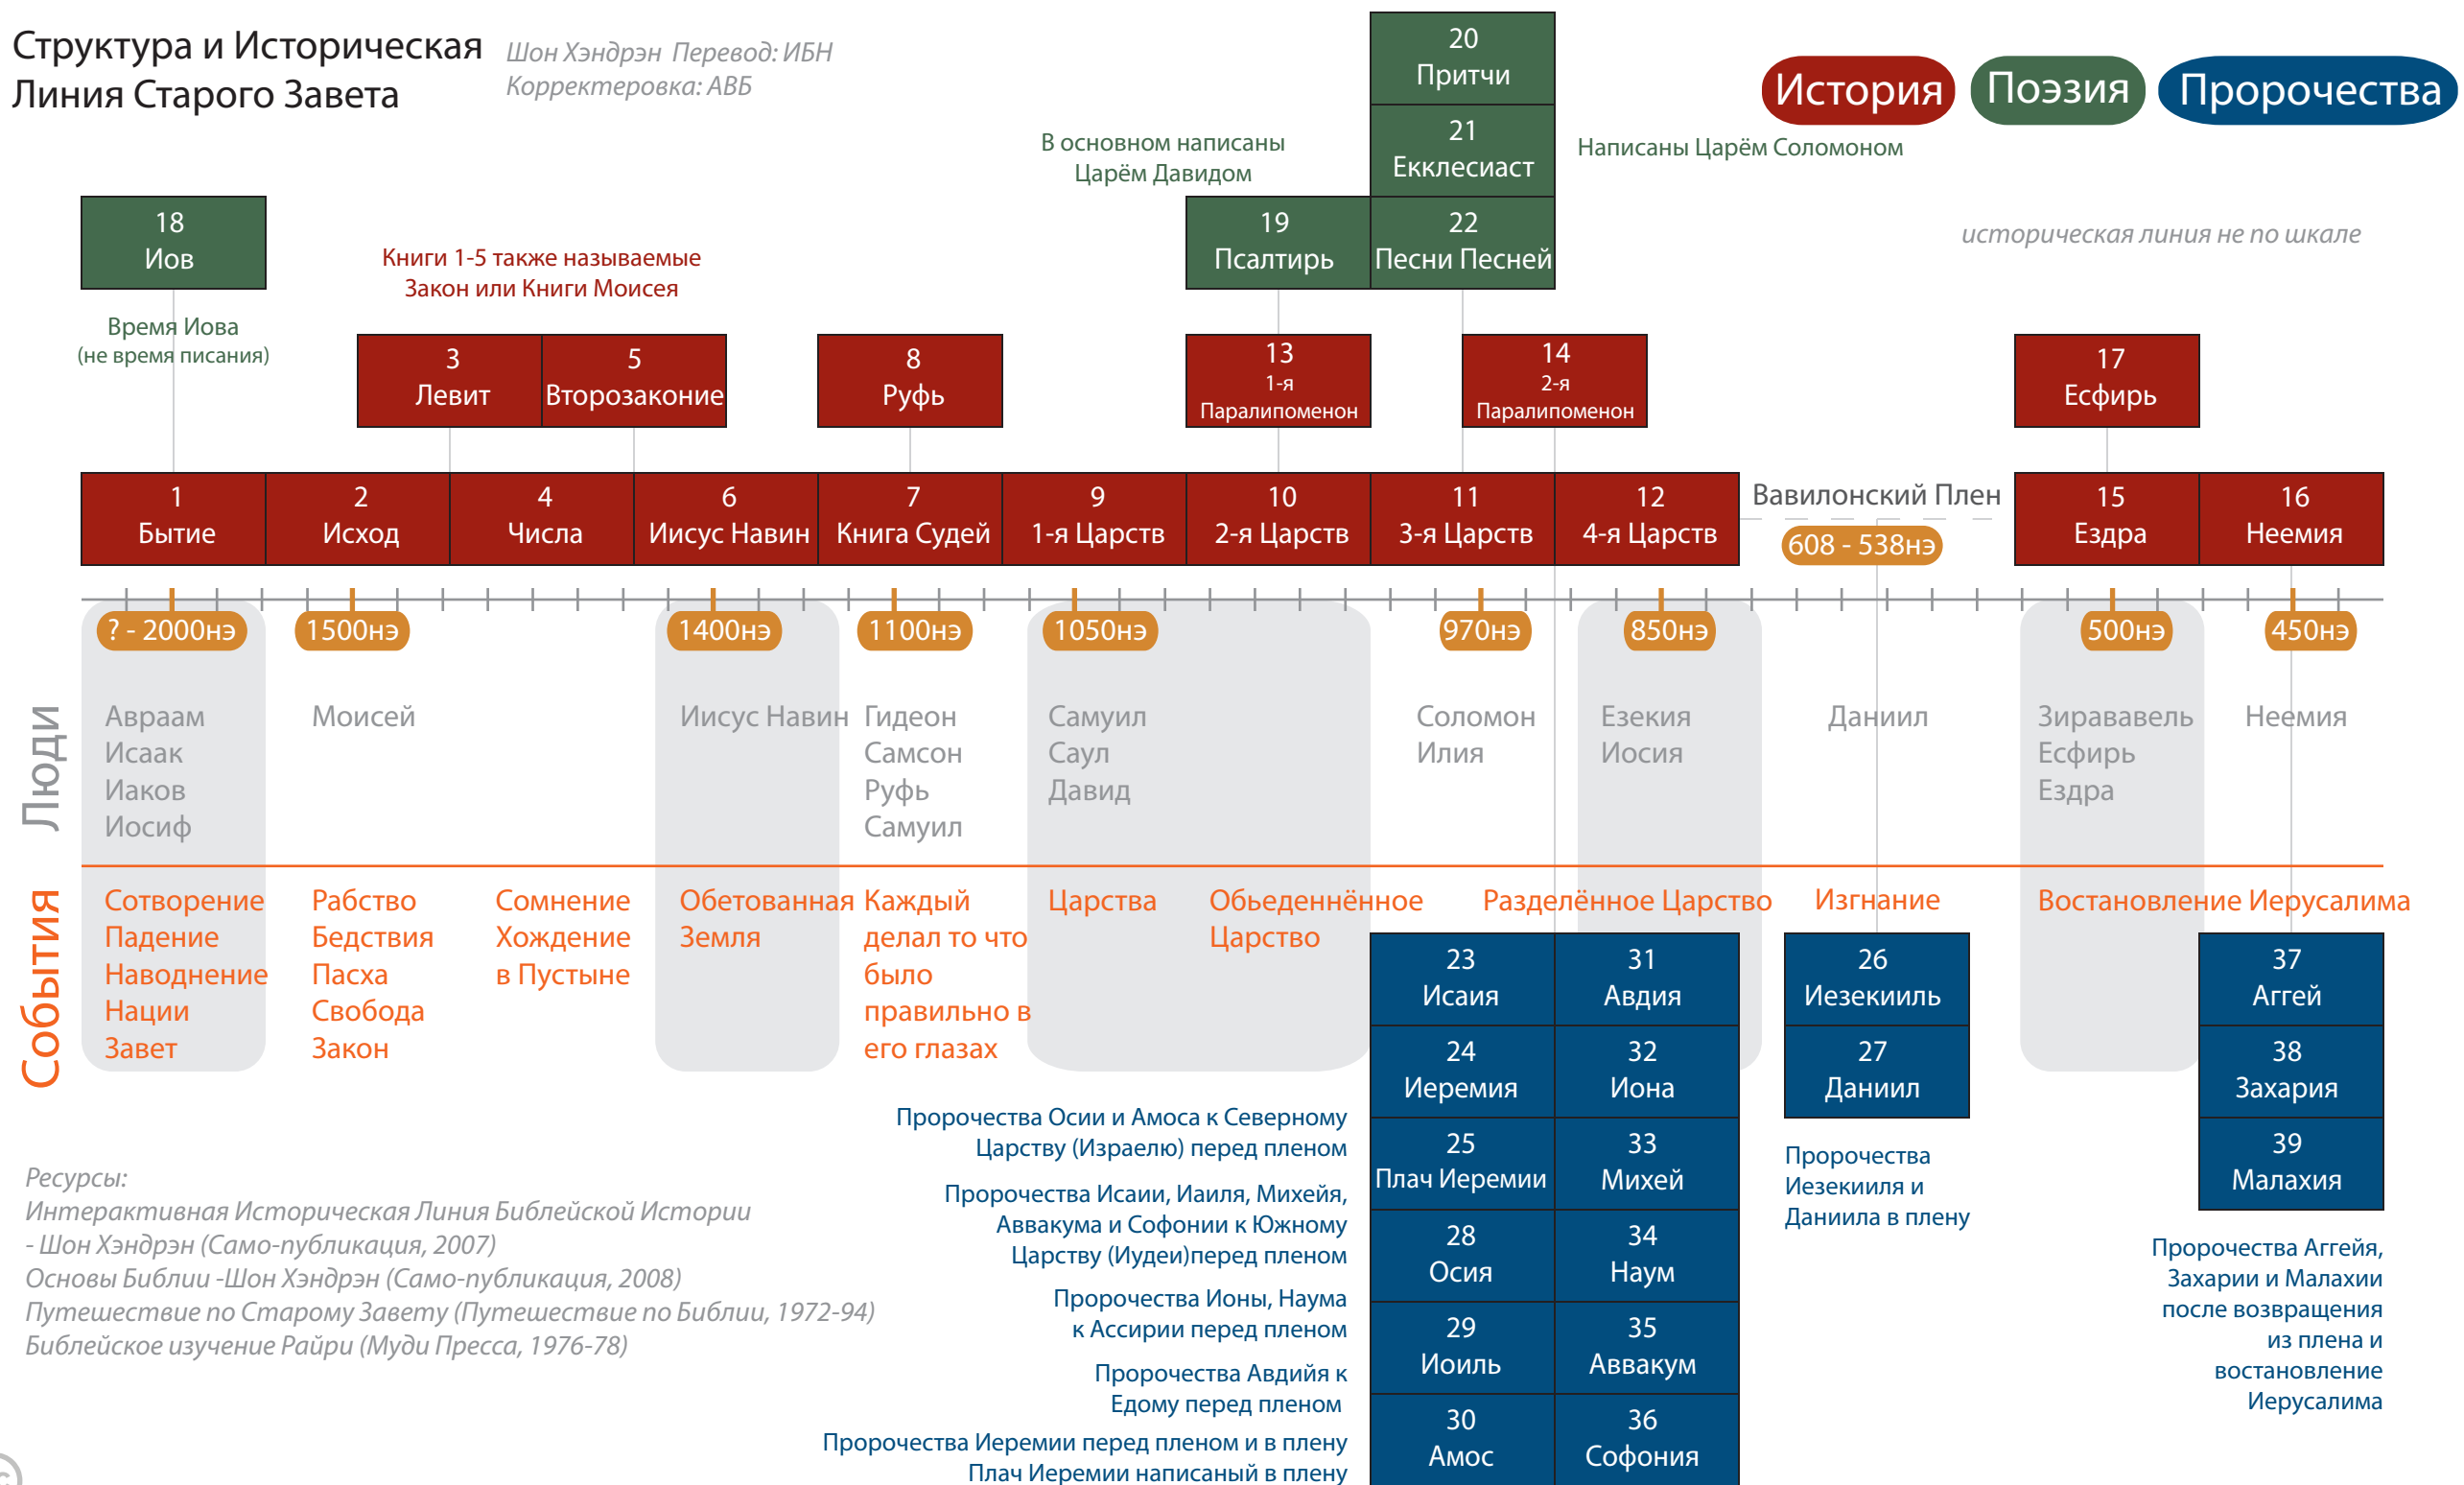 Структура и Историческая
Линия Старого Завета
Шон Хэндрэн Перевод: ИБН
Корректеровка: АВБ
История
Поэзия
Пророчества
20
Притчи
21
Екклесиаст
Написаны Царём Соломоном
В основном написаны
Царём Давидом
18
Иов
19
Псалтирь
22
Песни Песней
историческая линия не по шкале
Книги 1-5 также называемые
Закон или Книги Моисея
Время Иова
(не время писания)
3
Левит
5
Второзаконие
8
Руфь
13
1-я
Паралипоменон
14
2-я
Паралипоменон
17
Есфирь
1
Бытие
2
Исход
4
Числа
6
Иисус Навин
7
Книга Судей
9
1-я Царств
10
2-я Царств
11
3-я Царств
12
4-я Царств
Вавилонский Плен
608 - 538нэ
15
Ездра
16
Неемия
? - 2000нэ
1500нэ
1400нэ
1100нэ
1050нэ
970нэ
850нэ
500нэ
450нэ
Люди
Авраам
Исаак
Иаков
Иосиф
Моисей
Иисус Навин
Гидеон
Самсон
Руфь
Самуил
Самуил
Саул
Давид
Соломон
Илия
Езекия
Иосия
Даниил
Зирававель
Есфирь
Ездра
Неемия
События
Сотворение
Падение
Наводнение
Нации
Завет
Рабство
Бедствия
Пасха
Свобода
Закон
Сомнение
Хождение
в Пустыне
Обетованная
Земля
Каждый
делал то что
было
правильно в
его глазах
Царства
Обьеденнённое
Царство
Разделённое Царство
Изгнание
Востановление Иерусалима
23
Исаия
31
Авдия
24
Иеремия
32
Иона
25
Плач Иеремии
33
Михей
28
Осия
34
Наум
29
Иоиль
35
Аввакум
30
Амос
36
Софония
26
Иезекииль
27
Даниил
37
Аггей
38
Захария
39
Малахия
Пророчества Осии и Амоса к Северному
Царству (Израелю) перед пленом
Пророчества Исаии, Иаиля, Михейя,
Аввакума и Софонии к Южному
Царству (Иудеи)перед пленом
Пророчества Ионы, Наума
к Ассирии перед пленом
Пророчества Авдийя к
Едому перед пленом
Пророчества Иеремии перед пленом и в плену
Плач Иеремии написаный в плену
Пророчества
Иезекииля и
Даниила в плену
Пророчества Аггейя,
Захарии и Малахии
после возвращения
из плена и
востановление
Иерусалима
Ресурсы:
Интерактивная Историческая Линия Библейской Истории
- Шон Хэндрэн (Само-публикация, 2007)
Основы Библии -Шон Хэндрэн (Само-публикация, 2008)
Путешествие по Старому Завету (Путешествие по Библии, 1972-94)
Библейское изучение Райри (Муди Пресса, 1976-78)